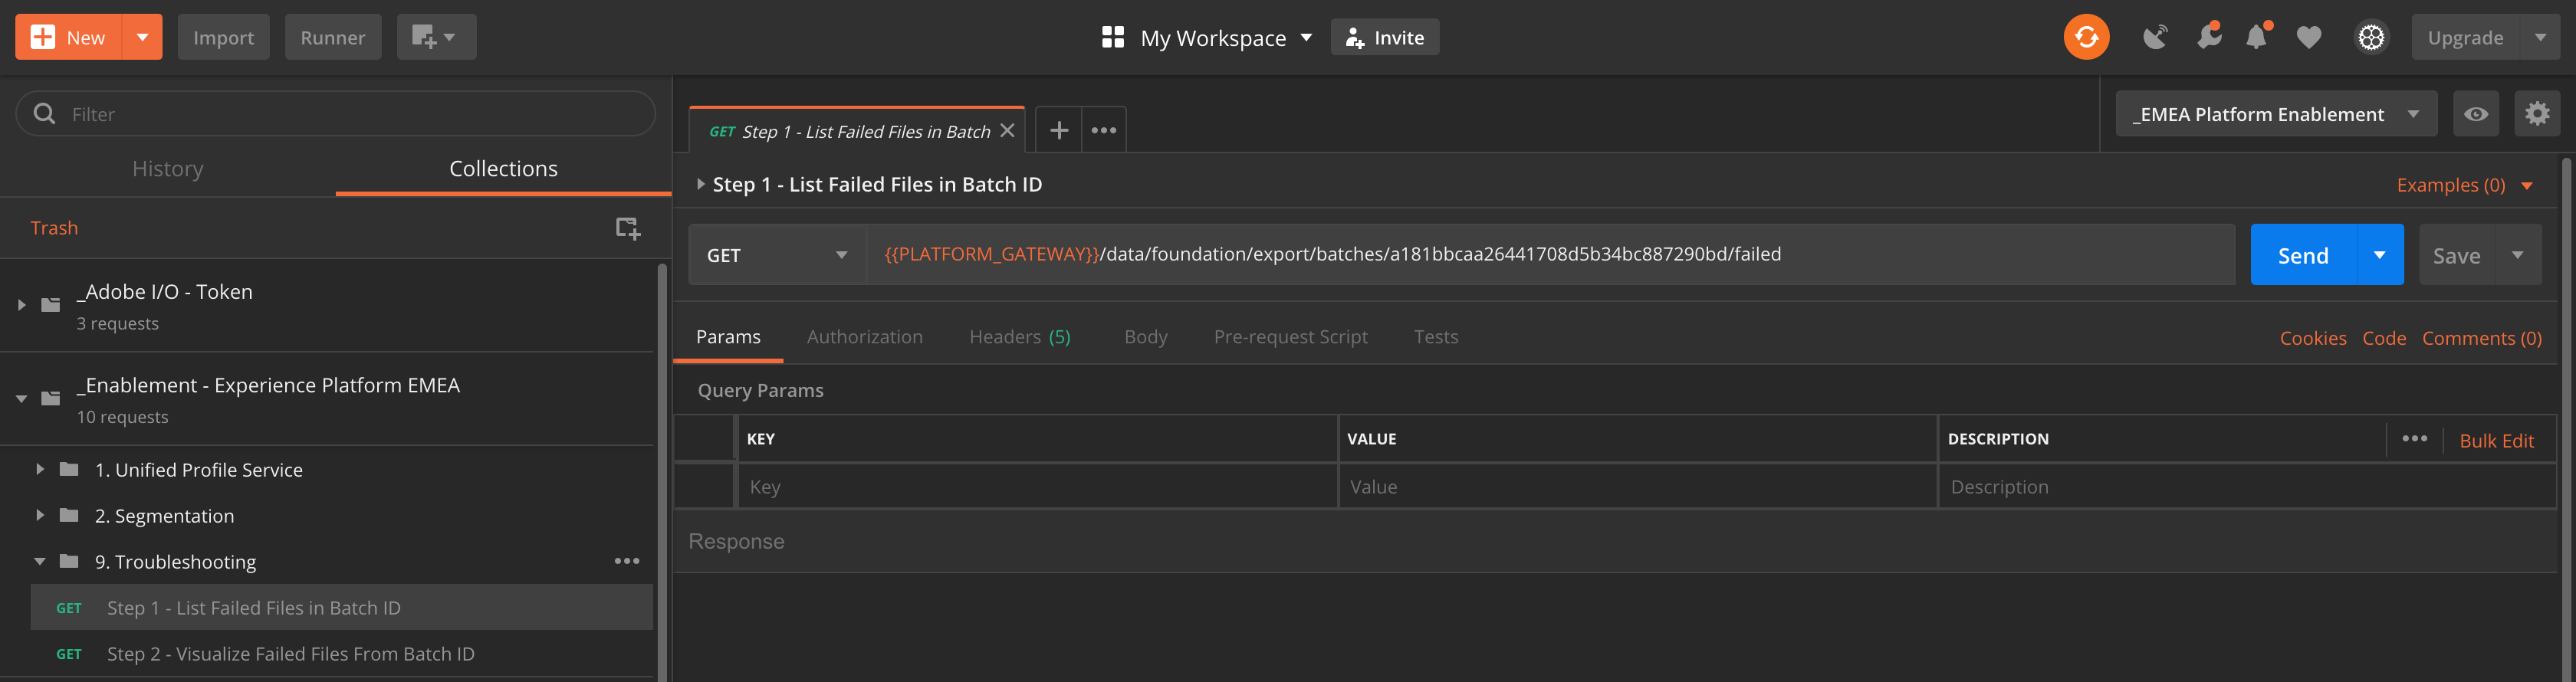 New
Import
Runner
My Workspace
Invite
Upgrade
Filter
History
Collections
Trash
_Adobe I/O - Token
3 requests
_Enablement - Experience Platform EMEA
10 requests
1. Unified Profile Service
2. Segmentation
9. Troubleshooting
GET Step 1 - List Failed Files in Batch ID
GET Step 2 - Visualize Failed Files From Batch ID
GET Step 1 - List Failed Files in Batch
_EMEA Platform Enablement
Step 1 - List Failed Files in Batch ID
Examples (0)
GET
{{PLATFORM_GATEWAY}}/data/foundation/export/batches/a181bbcaa26441708d5b34bc887290bd/failed
Send
Save
Params
Authorization
Headers (5)
Body
Pre-request Script
Tests
Cookies
Code
Comments (0)
Query Params
KEY
VALUE
DESCRIPTION
Bulk Edit
Key
Value
Description
Response